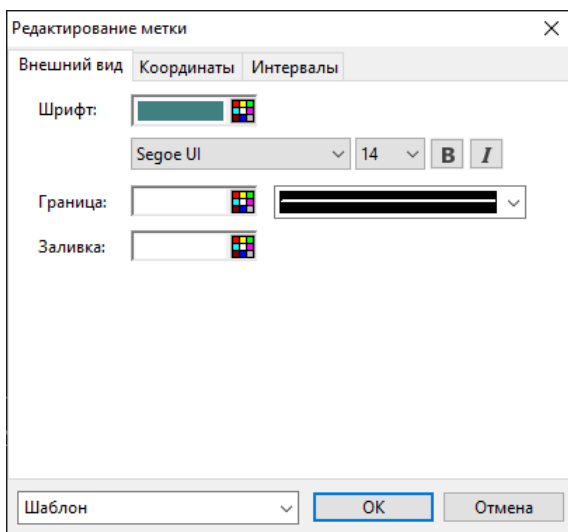 Редактирование метки
Внешний вид Координаты Интервалы
Шрифт:
Segoe UI 14 B I
Граница:
Заливка:
Шаблон OK Отмена